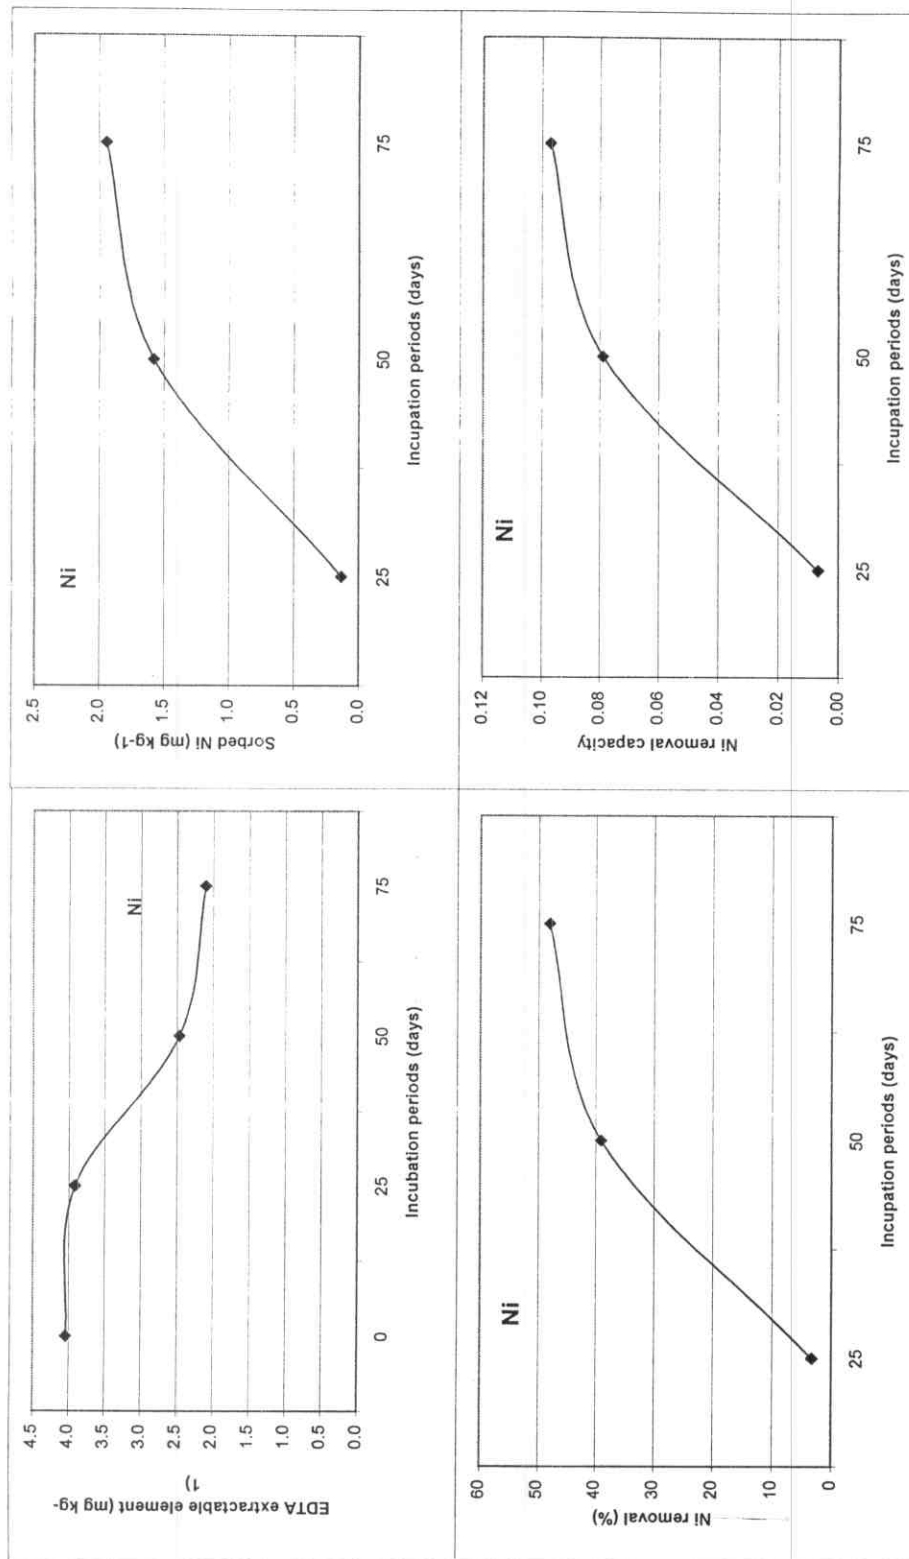 EDTA extractable element (mg kg-
1)
4.5
4.0
3.5
3.0
2.5
2.0
1.5
1.0
0.5
0.0
Ni
0 25 50 75
Incubation periods (days)
Sorbed Ni (mg kg-1)
2.5
2.0
1.5
1.0
0.5
0.0
Ni
25 50 75
Incupation periods (days)
Ni removal (%)
60
50
40
30
20
10
0
Ni
25 50 75
Incupation periods (days)
Ni removal capacity
0.12
0.10
0.08
0.06
0.04
0.02
0.00
Ni
25 50 75
Incupation periods (days)